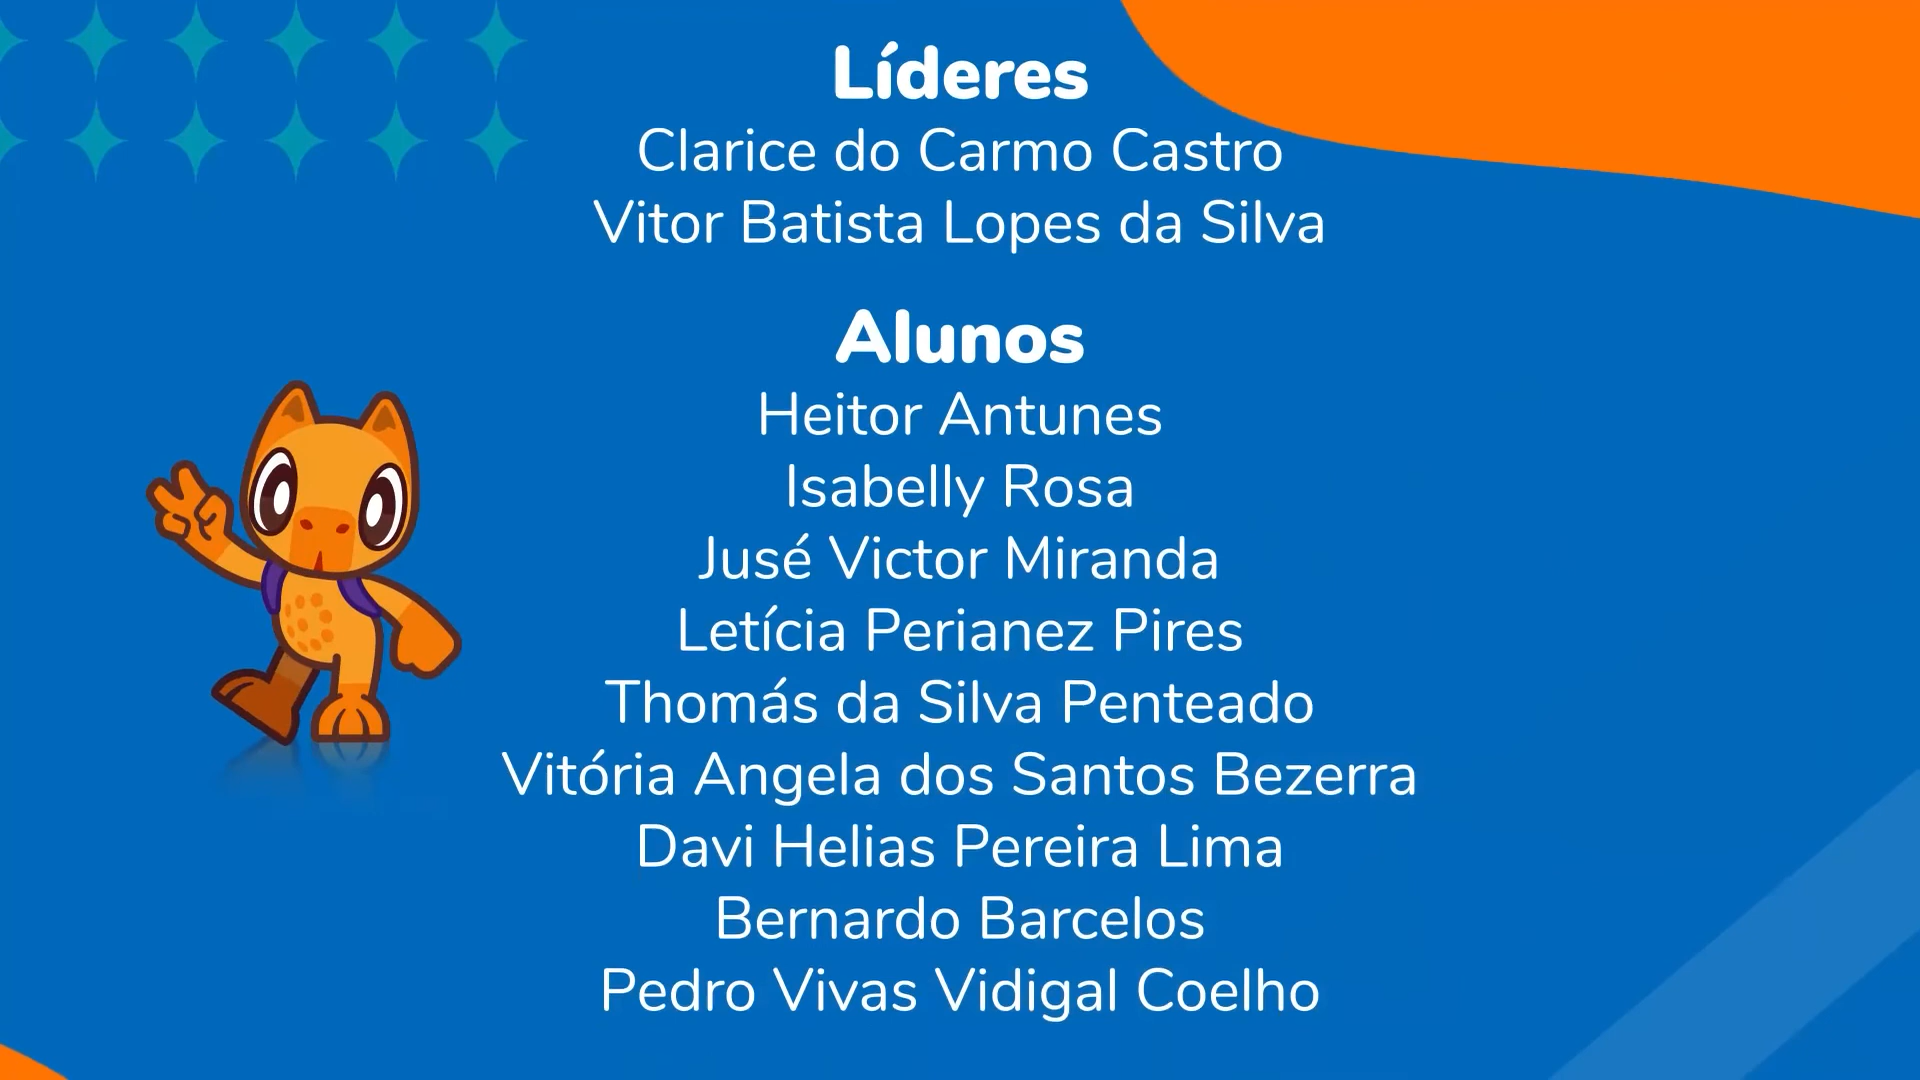 Líderes
Clarice do Carmo Castro
Vitor Batista Lopes da Silva
Alunos
Heitor Antunes
Isabelly Rosa
Jusé Victor Miranda
Letícia Perianez Pires
Thomás da Silva Penteado
Vitória Angela dos Santos Bezerra
Davi Helias Pereira Lima
Bernardo Barcelos
Pedro Vivas Vidigal Coelho